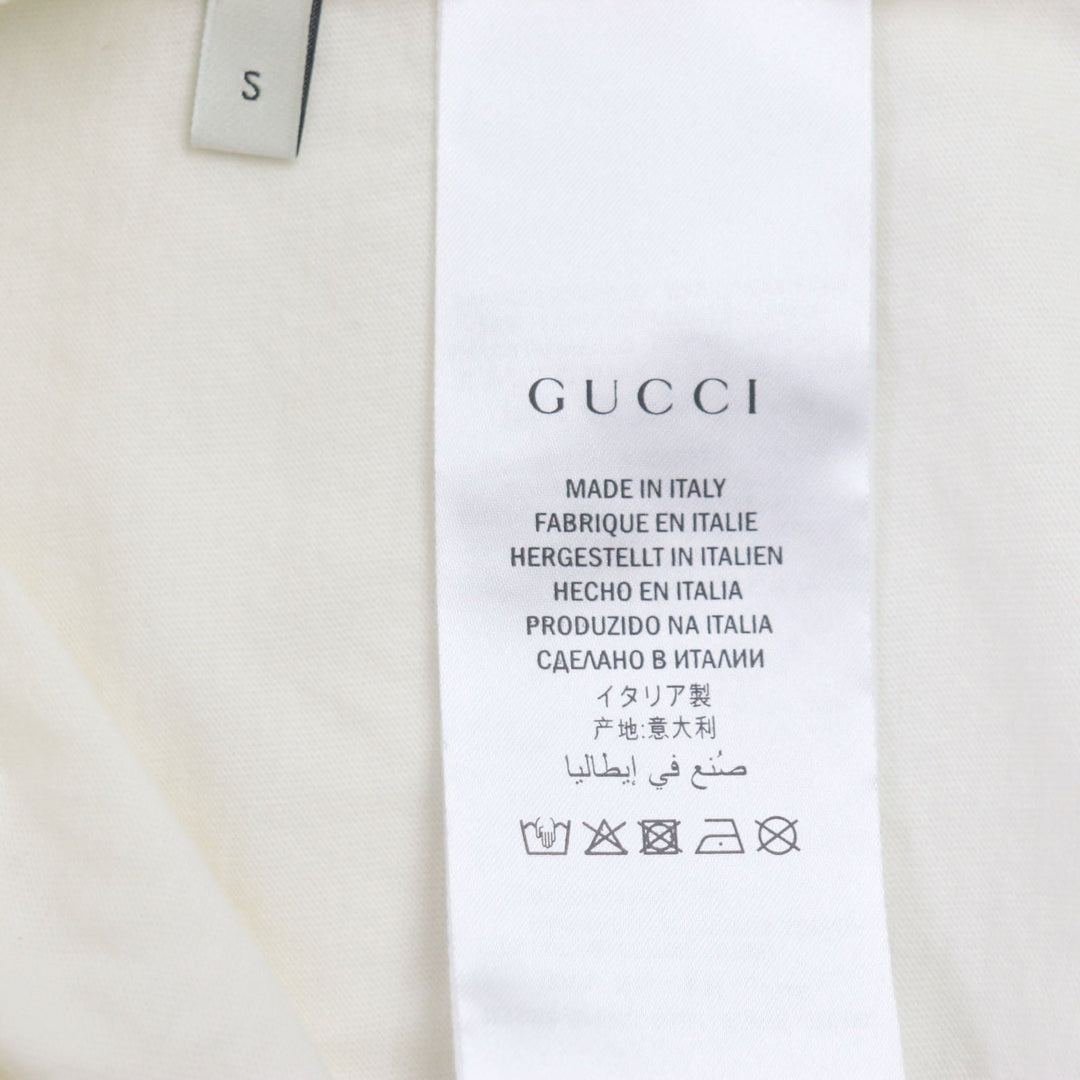 S
GUCCI
MADE IN ITALY
FABRIQUE EN ITALIE
HERGESTELLT IN ITALIEN
HECHO EN ITALIA
PRODUZIDO NA ITALIA
СДЕЛАНО В ИТАЛИИ
イタリア製
产地:意大利
صُنع في إيطاليا